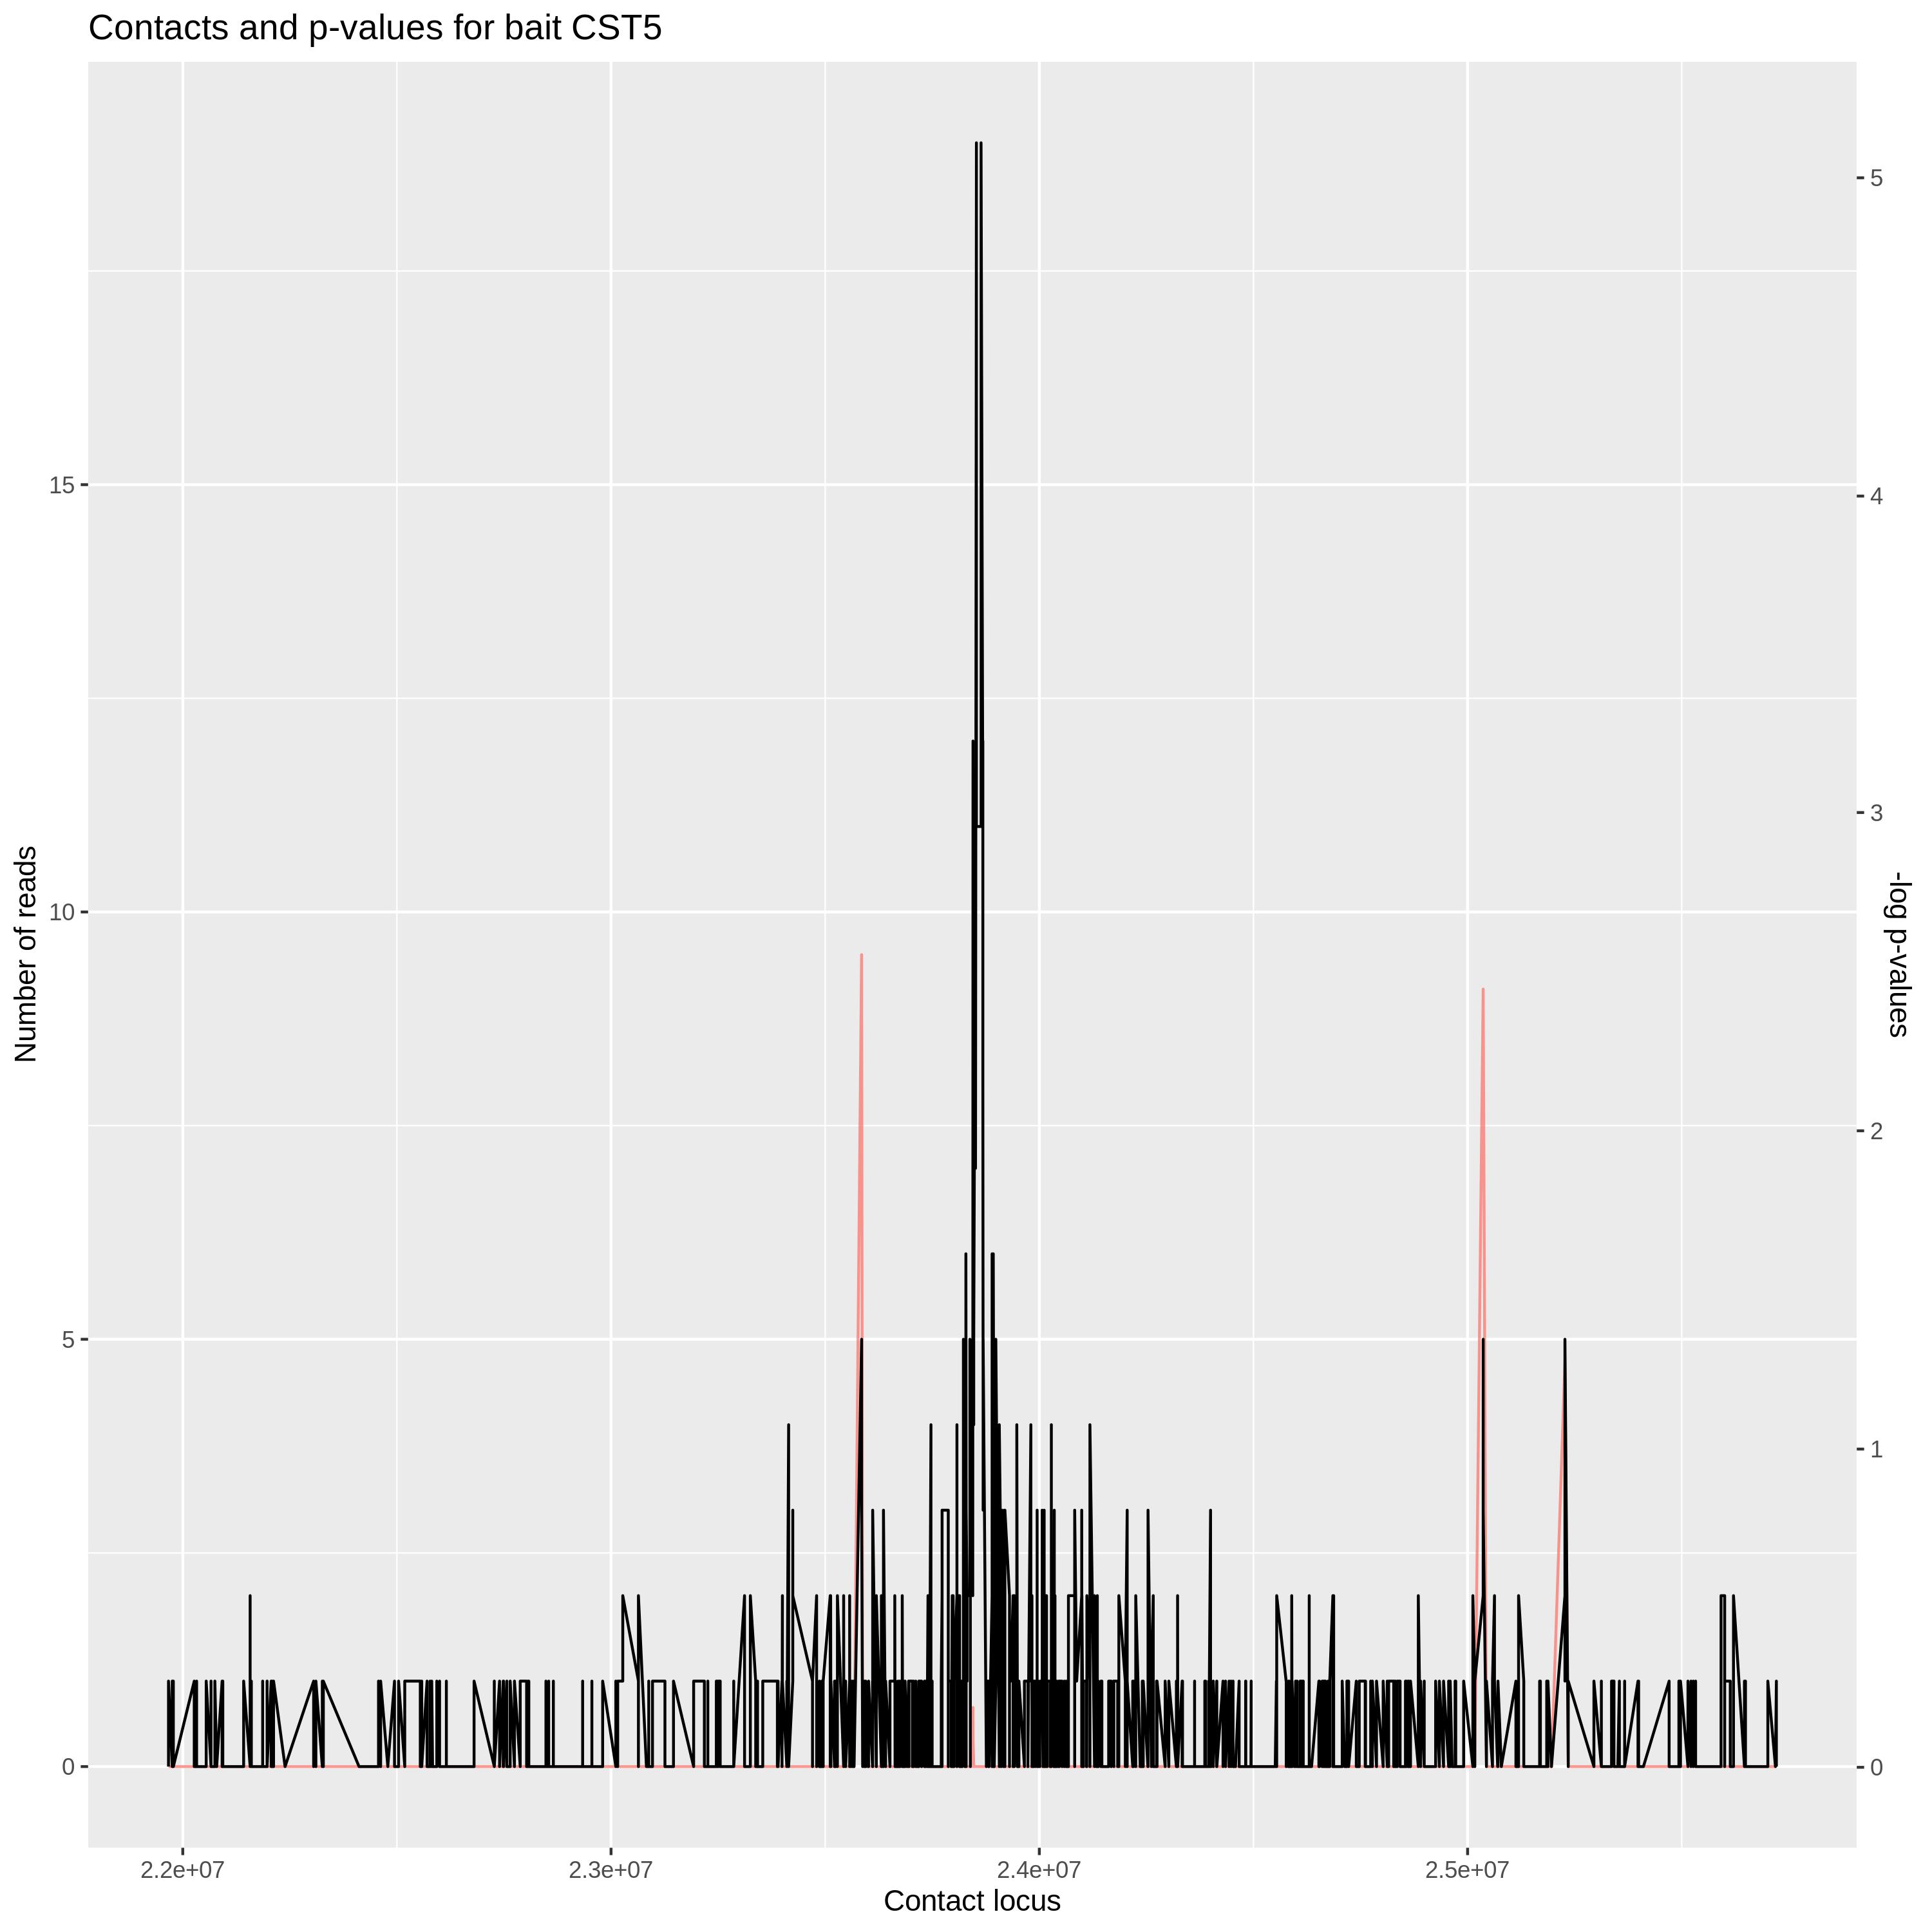 Contacts and p-values for bait CST5
Number of reads
15
10
5
0
5
4
3
2
1
0
-log p-values
2.2e+07
2.3e+07
2.4e+07
2.5e+07
Contact locus